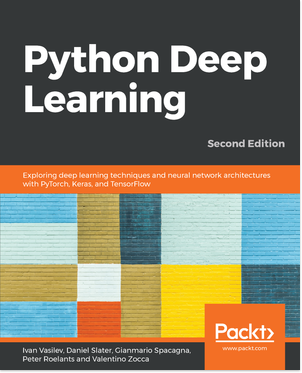 Python Deep
Learning
Second Edition
Exploring deep learning techniques and neural network architectures
with PyTorch, Keras, and TensorFlow
Packt>
www.packt.com
Ivan Vasilev, Daniel Slater, Gianmario Spacagna,
Peter Roelants and Valentino Zocca